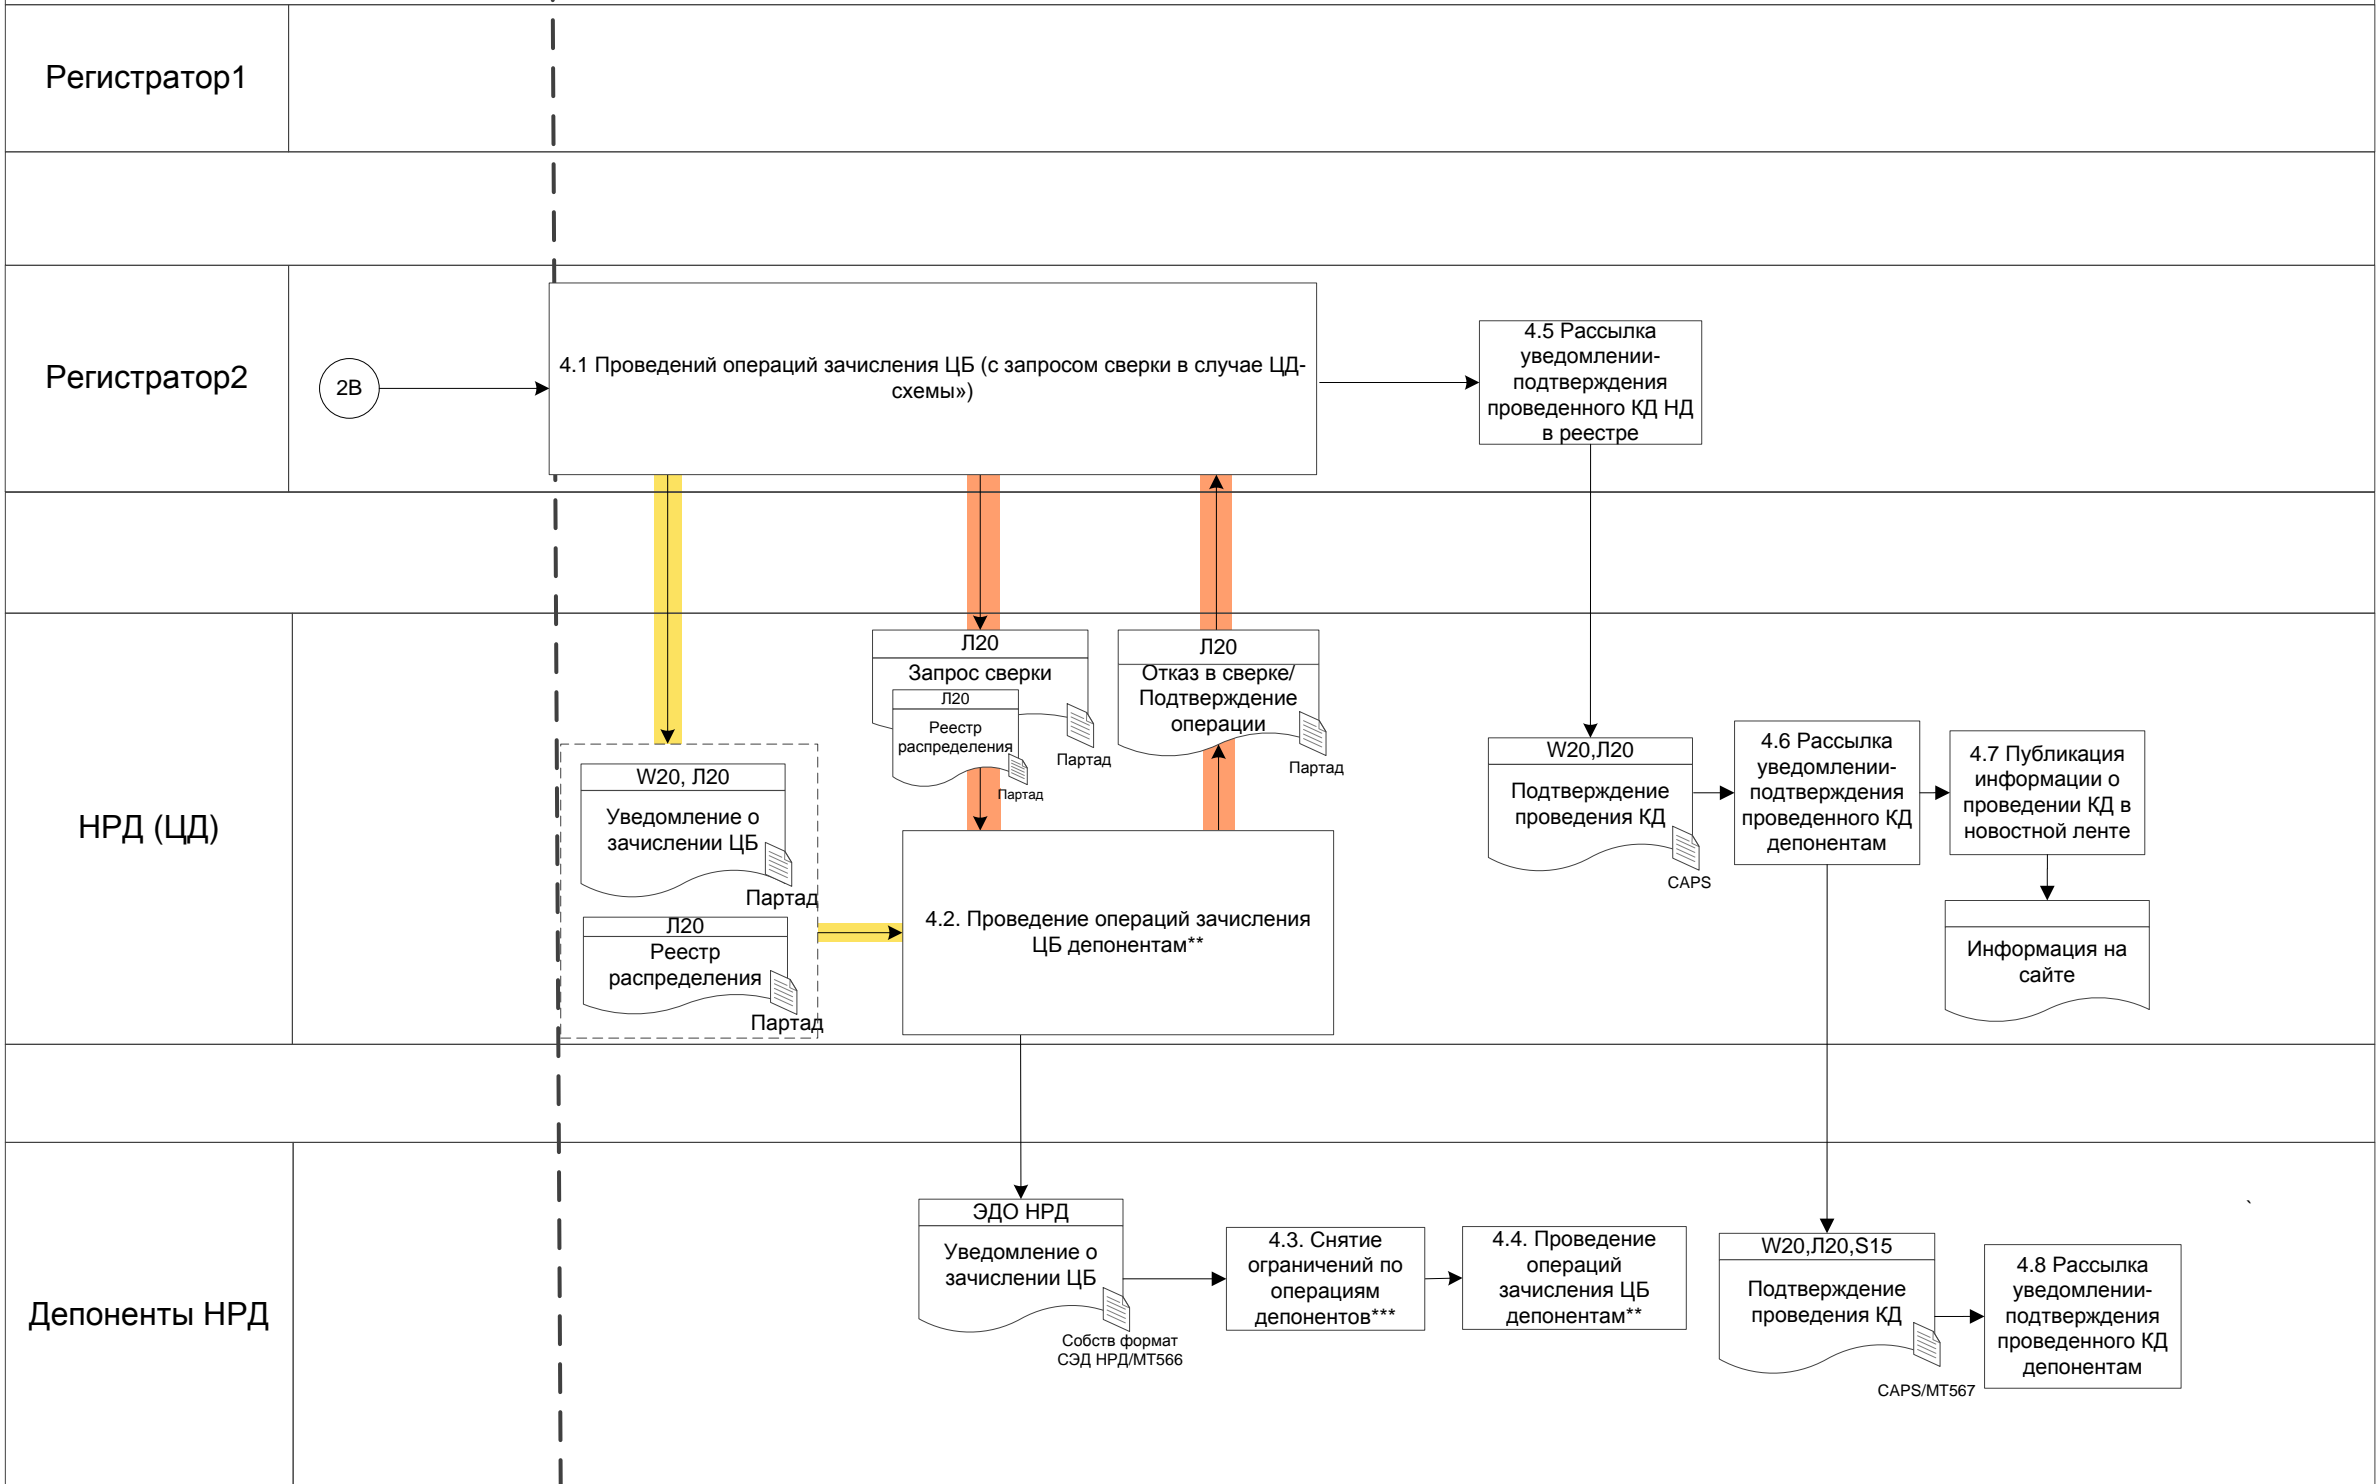 Регистратор1
Регистратор2
2В
4.1 Проведений операций зачисления ЦБ (с запросом сверки в случае ЦД-
схемы»)
4.5 Рассылка
уведомлении-
подтверждения
проведенного КД НД
в реестре
НРД (ЦД)
W20, Л20
Уведомление о
зачислении ЦБ
Партад
Л20
Реестр
распределения
Партад
Л20
Запрос сверки
Партад
Л20
Реестр
распределения
Партад
Л20
Отказ в сверке/
Подтверждение
операции
Партад
4.2. Проведение операций зачисления
ЦБ депонентам**
W20,Л20
Подтверждение
проведения КД
CAPS
4.6 Рассылка
уведомлении-
подтверждения
проведенного КД
депонентам
4.7 Публикация
информации о
проведении КД в
новостной ленте
Информация на
сайте
Депоненты НРД
ЭДО НРД
Уведомление о
зачислении ЦБ
Собств формат
СЭД НРД/МТ566
4.3. Снятие
ограничений по
операциям
депонентов***
4.4. Проведение
операций
зачисления ЦБ
депонентам**
W20,Л20,S15
Подтверждение
проведения КД
CAPS/МТ567
4.8 Рассылка
уведомлении-
подтверждения
проведенного КД
депонентам
`